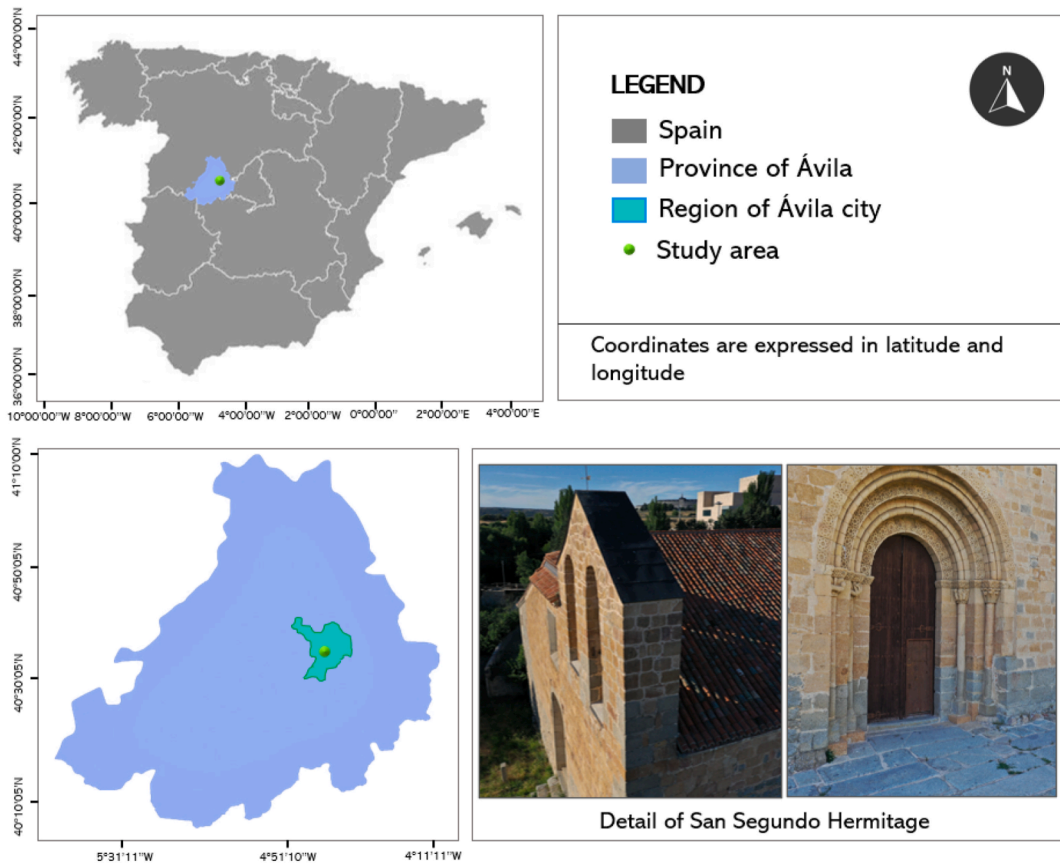 44°00'00"N
42°00'00"N
40°00'00"N
38°00'00"N
36°00'00"N
10°00'00"W 8°00'00"W 6°00'00"W 4°00'00"W 2°00'00"W 0°00'00" 2°00'00"E 4°00'00"E
LEGEND
N
Spain
Province of Ávila
Region of Ávila city
Study area
Coordinates are expressed in latitude and
longitude
41°10'00"N
40°50'05"N
40°30'05"N
40°10'05"N
5°31'11"W 4°51'10"W 4°11'11"W
Detail of San Segundo Hermitage